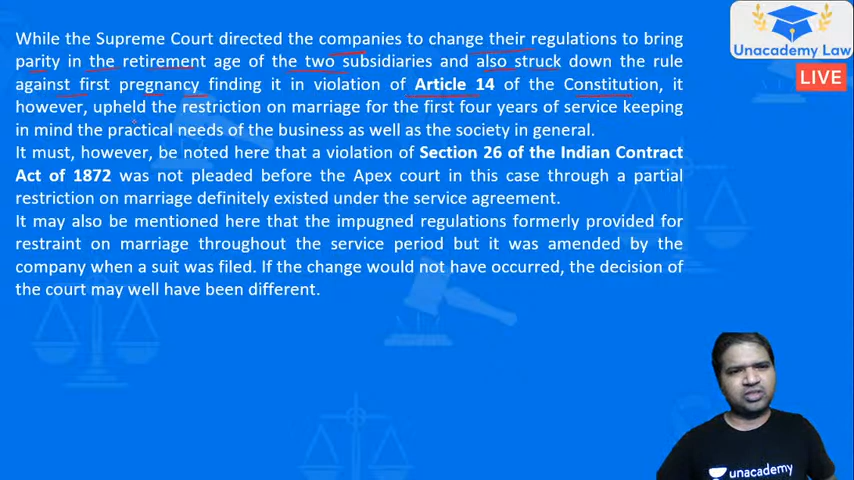 While the Supreme Court directed the companies to change their regulations to bring
parity in the retirement age of the two subsidiaries and also struck down the rule
against first pregnancy finding it in violation of Article 14 of the Constitution, it
however, upheld the restriction on marriage for the first four years of service keeping
in mind the practical needs of the business as well as the society in general.
It must, however, be noted here that a violation of Section 26 of the Indian Contract
Act of 1872 was not pleaded before the Apex court in this case through a partial
restriction on marriage definitely existed under the service agreement.
It may also be mentioned here that the impugned regulations formerly provided for
restraint on marriage throughout the service period but it was amended by the
company when a suit was filed. If the change would not have occurred, the decision of
the court may well have been different.
Unacademy Law
LIVE
unacademy